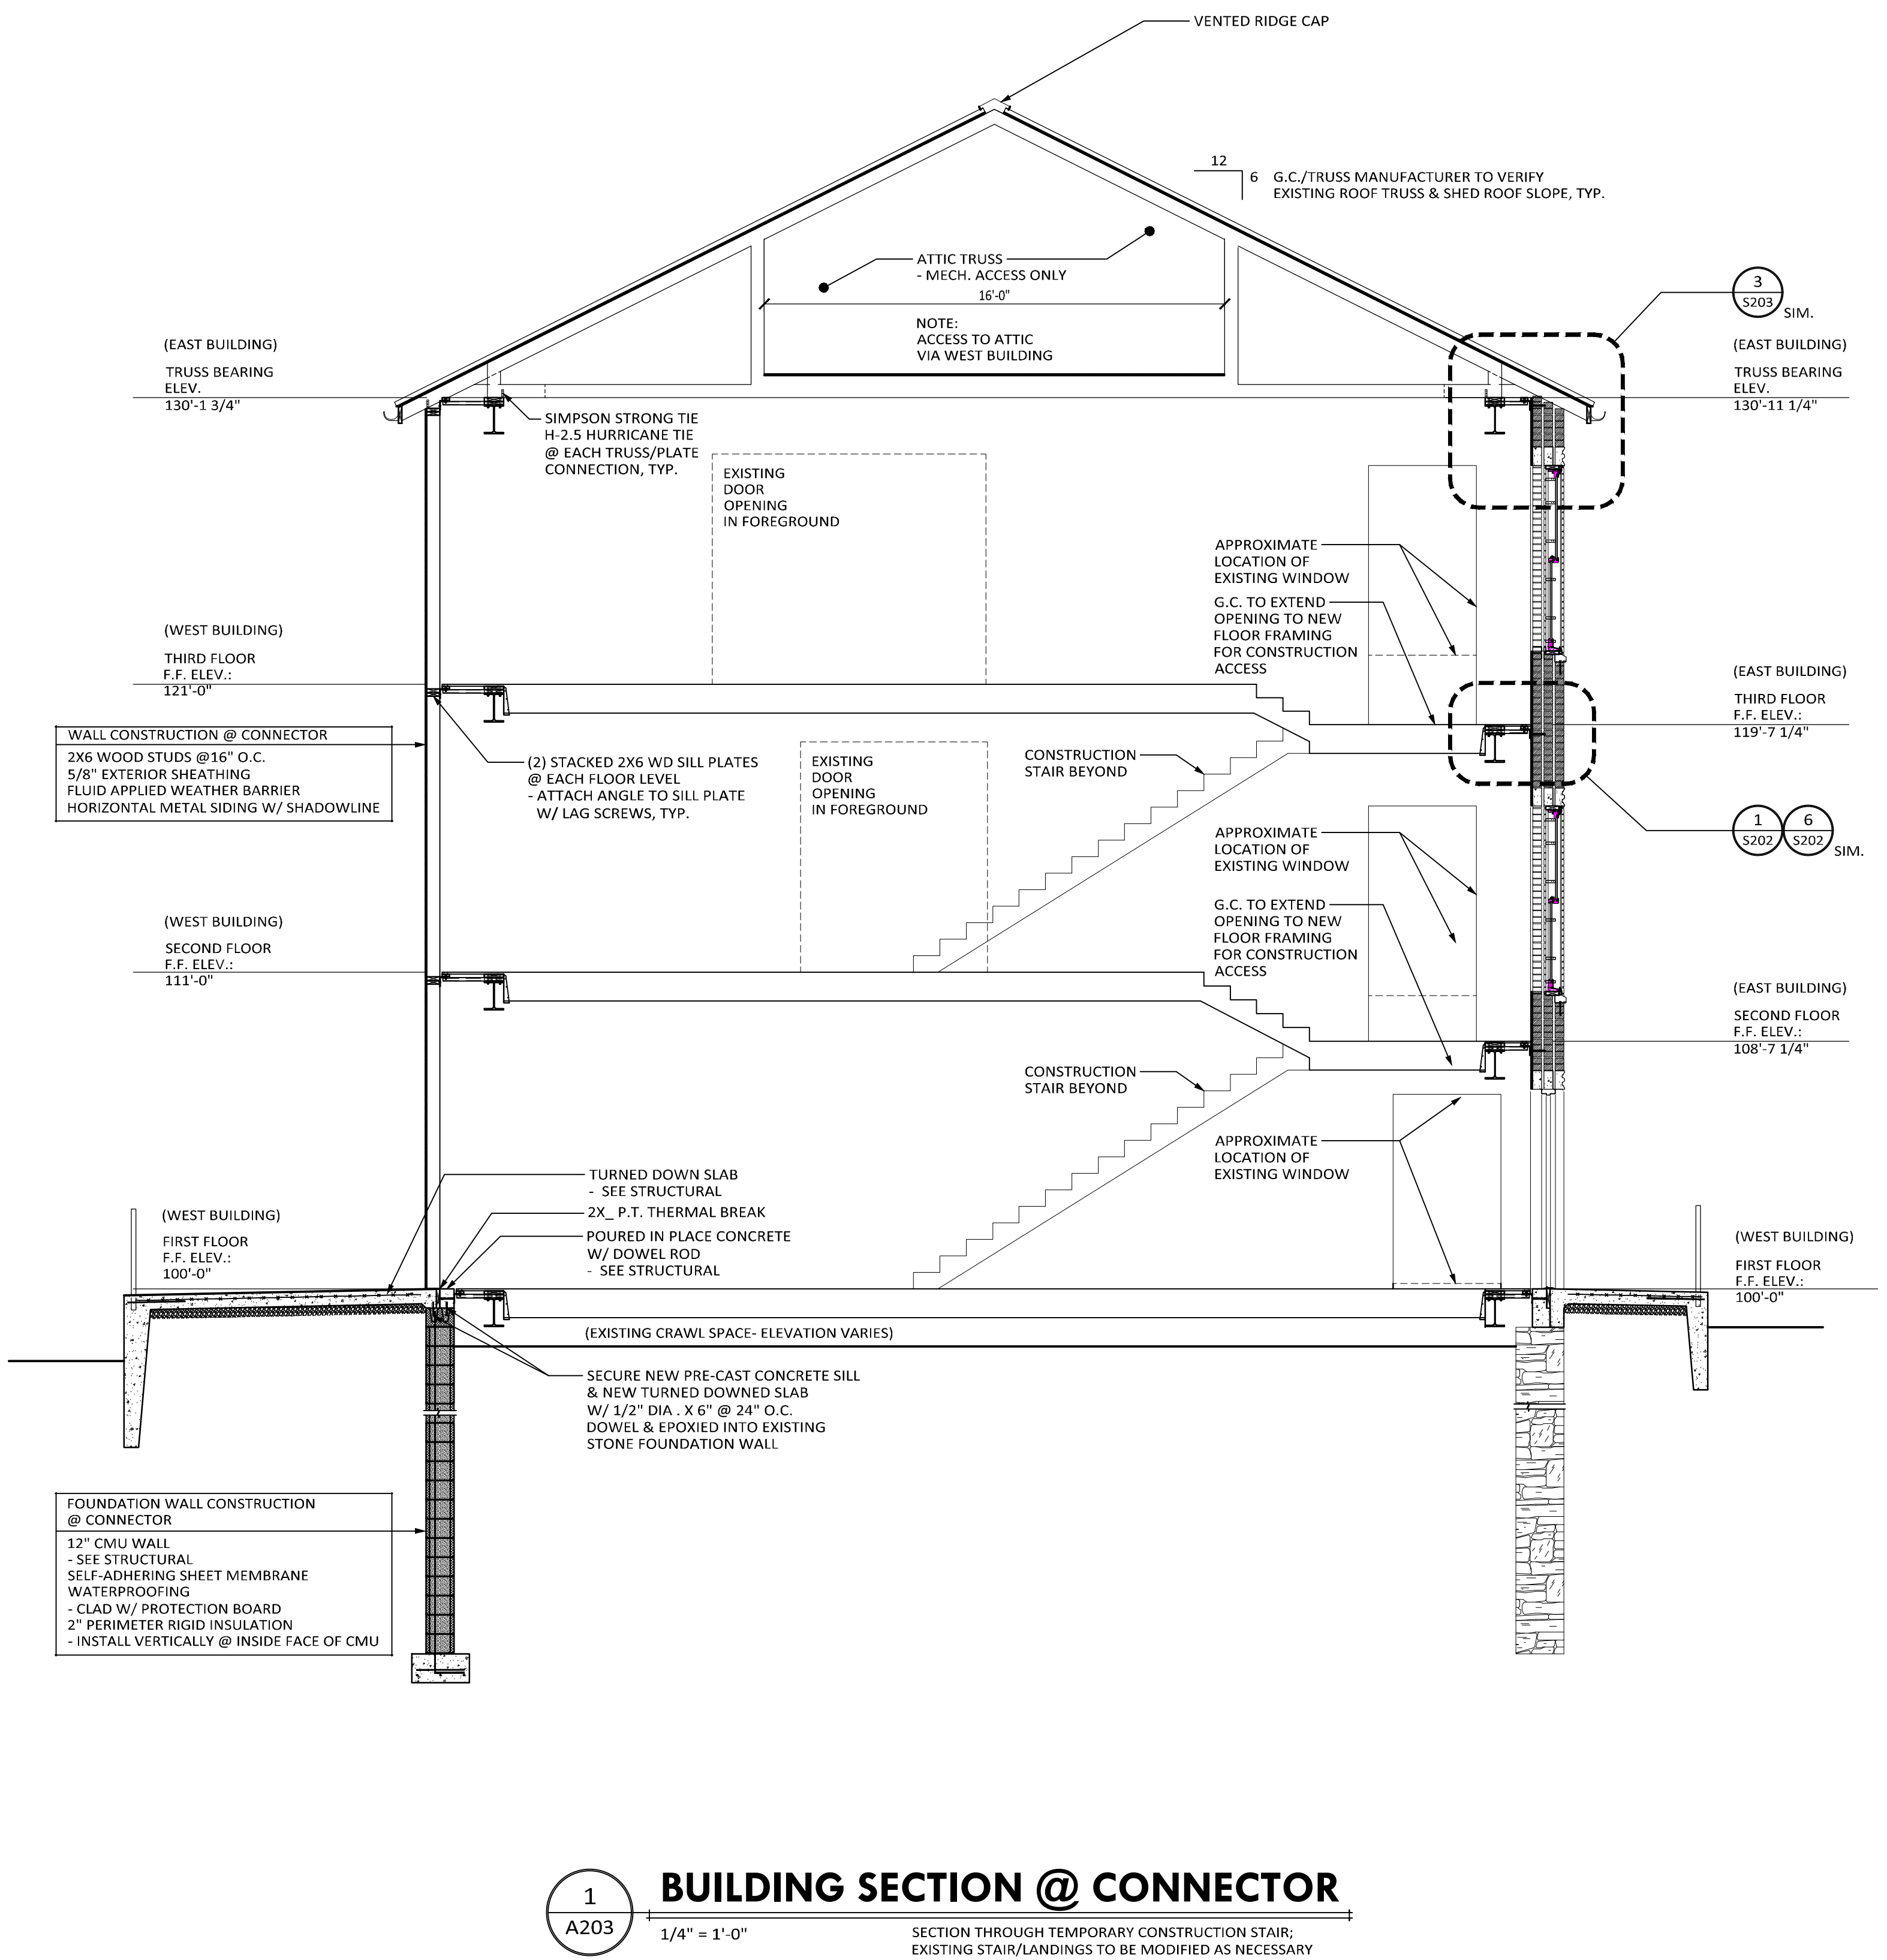 VENTED RIDGE CAP
12
6
G.C./TRUSS MANUFACTURER TO VERIFY
EXISTING ROOF TRUSS & SHED ROOF SLOPE, TYP.
ATTIC TRUSS
- MECH. ACCESS ONLY
16'-0"
NOTE:
ACCESS TO ATTIC
VIA WEST BUILDING
3
S203
SIM.
(EAST BUILDING)
TRUSS BEARING
ELEV.
130'-1 3/4"
(EAST BUILDING)
TRUSS BEARING
ELEV.
130'-11 1/4"
SIMPSON STRONG TIE
H-2.5 HURRICANE TIE
@ EACH TRUSS/PLATE
CONNECTION, TYP.
EXISTING
DOOR
OPENING
IN FOREGROUND
APPROXIMATE
LOCATION OF
EXISTING WINDOW
G.C. TO EXTEND
OPENING TO NEW
FLOOR FRAMING
FOR CONSTRUCTION
ACCESS
(WEST BUILDING)
THIRD FLOOR
F.F. ELEV.:
121'-0"
(EAST BUILDING)
THIRD FLOOR
F.F. ELEV.:
119'-7 1/4"
WALL CONSTRUCTION @ CONNECTOR
2X6 WOOD STUDS @16" O.C.
5/8" EXTERIOR SHEATHING
FLUID APPLIED WEATHER BARRIER
HORIZONTAL METAL SIDING W/ SHADOWLINE
(2) STACKED 2X6 WD SILL PLATES
@ EACH FLOOR LEVEL
- ATTACH ANGLE TO SILL PLATE
W/ LAG SCREWS, TYP.
EXISTING
DOOR
OPENING
IN FOREGROUND
CONSTRUCTION
STAIR BEYOND
1
S202
6
S202
SIM.
APPROXIMATE
LOCATION OF
EXISTING WINDOW
G.C. TO EXTEND
OPENING TO NEW
FLOOR FRAMING
FOR CONSTRUCTION
ACCESS
(WEST BUILDING)
SECOND FLOOR
F.F. ELEV.:
111'-0"
(EAST BUILDING)
SECOND FLOOR
F.F. ELEV.:
108'-7 1/4"
CONSTRUCTION
STAIR BEYOND
APPROXIMATE
LOCATION OF
EXISTING WINDOW
TURNED DOWN SLAB
- SEE STRUCTURAL
2X_ P.T. THERMAL BREAK
POURED IN PLACE CONCRETE
W/ DOWEL ROD
- SEE STRUCTURAL
(WEST BUILDING)
FIRST FLOOR
F.F. ELEV.:
100'-0"
(WEST BUILDING)
FIRST FLOOR
F.F. ELEV.:
100'-0"
(EXISTING CRAWL SPACE- ELEVATION VARIES)
SECURE NEW PRE-CAST CONCRETE SILL
& NEW TURNED DOWNED SLAB
W/ 1/2" DIA . X 6" @ 24" O.C.
DOWEL & EPOXIED INTO EXISTING
STONE FOUNDATION WALL
FOUNDATION WALL CONSTRUCTION
@ CONNECTOR
12" CMU WALL
- SEE STRUCTURAL
SELF-ADHERING SHEET MEMBRANE
WATERPROOFING
- CLAD W/ PROTECTION BOARD
2" PERIMETER RIGID INSULATION
- INSTALL VERTICALLY @ INSIDE FACE OF CMU
1
A203
BUILDING SECTION @ CONNECTOR
1/4" = 1'-0"
SECTION THROUGH TEMPORARY CONSTRUCTION STAIR;
EXISTING STAIR/LANDINGS TO BE MODIFIED AS NECESSARY